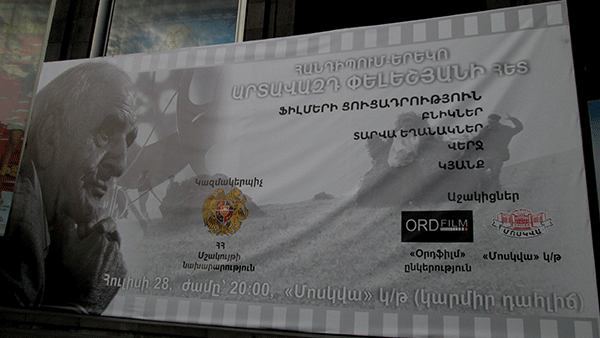 ՀԱՆԴԻՊՈՒՄ-ԵՐԵԿՈ
ԱՐՏԱՎԱԶԴ ՓԵԼԵՇՅԱՆԻ ՀԵՏ
ՖԻԼՄԵՐԻ ՑՈՒՑԱԴՐՈՒԹՅՈՒՆ
ԲՆԻԿՆԵՐ
ՏԱՐՎԱ ԵՂԱՆԱԿՆԵՐ
ՎԵՐՋ
ԿՅԱՆՔ
Կազմակերպիչ
ՀՀ
Մշակույթի
նախարարություն
Աջակիցներ
ORDFILM
«Օրդֆիլմ»
ընկերություն
ՄՈՍԿՎԱ
«Մոսկվա» կ/թ
Հուլիսի 28, ժամը՝ 20:00, «Մոսկվա» կ/թ (կարմիր դահլիճ)